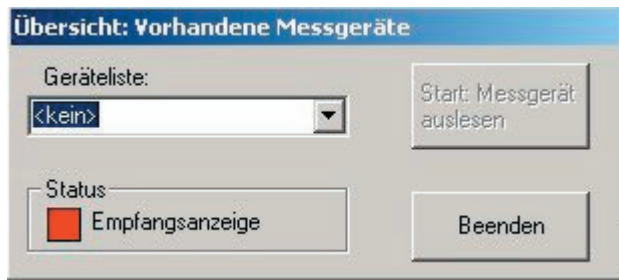 Übersicht: Vorhandene Messgeräte
Geräteliste:
<kein>
Start: Messgerät
auslesen
Status
Empfangsanzeige
Beenden